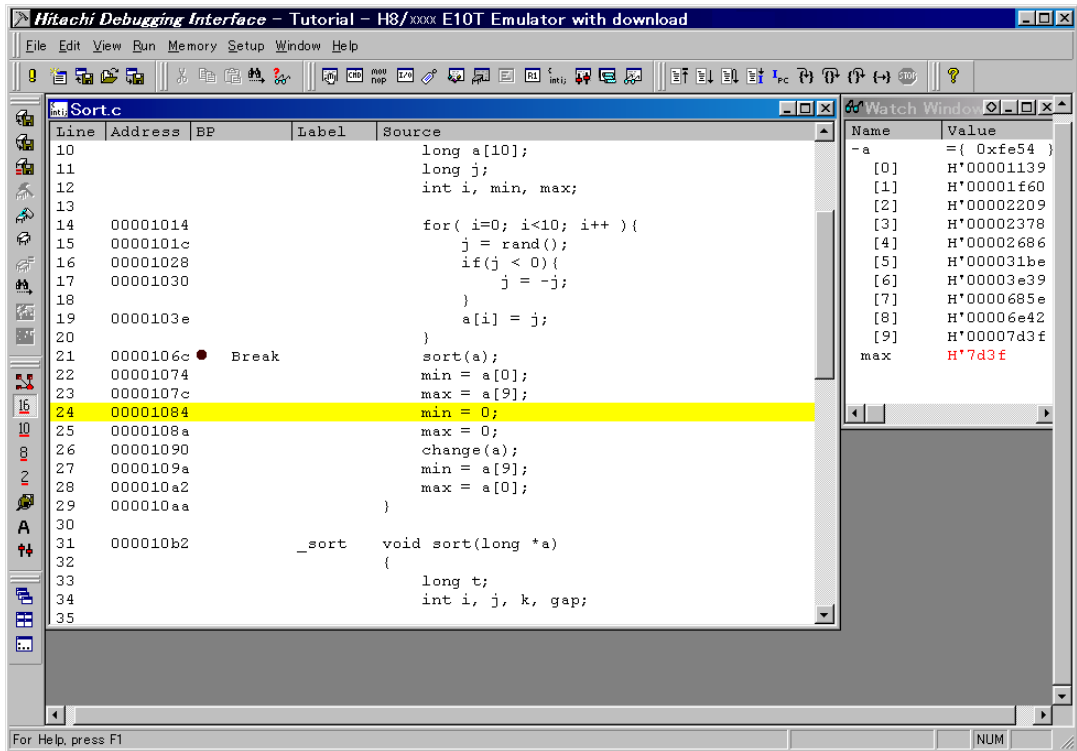 Hitachi Debugging Interface - Tutorial - H8/xxxx E10T Emulator with download
File Edit View Run Memory Setup Window Help
Sort.c
Line Address BP Label Source
10 long a[10];
11 long j;
12 int i, min, max;
13
14 00001014 for( i=0; i<10; i++ ){
15 0000101c j = rand();
16 00001028 if(j < 0){
17 00001030 j = -j;
18 }
19 0000103e a[i] = j;
20 }
21 0000106c Break sort(a);
22 00001074 min = a[0];
23 0000107c max = a[9];
24 00001084 min = 0;
25 0000108a max = 0;
26 00001090 change(a);
27 0000109a min = a[9];
28 000010a2 max = a[0];
29 000010aa }
30
31 000010b2 _sort void sort(long *a)
32 {
33 long t;
34 int i, j, k, gap;
35
Watch Window
Name Value
-a ={ 0xfe54 }
[0] H'00001139
[1] H'00001f60
[2] H'00002209
[3] H'00002378
[4] H'00002686
[5] H'000031be
[6] H'00003e39
[7] H'0000685e
[8] H'00006e42
[9] H'00007d3f
max H'7d3f
16
10
8
2
A
For Help, press F1
NUM